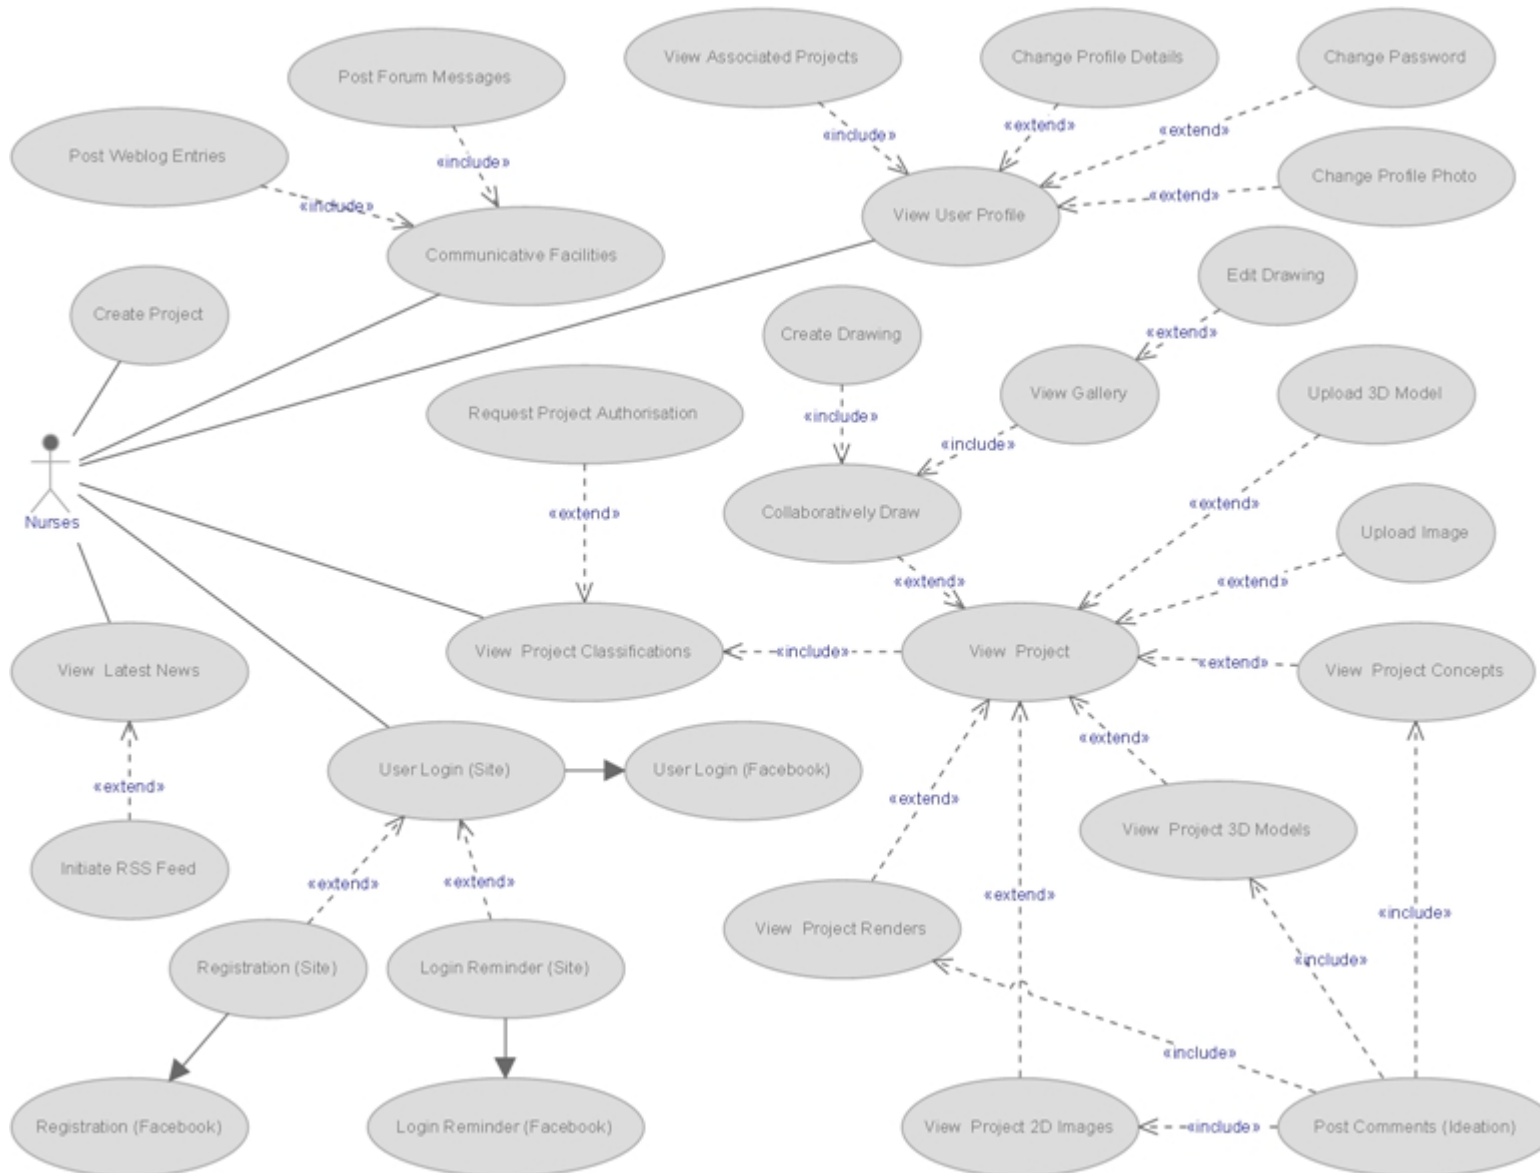 View Associated Projects
Change Profile Details
Change Password
Post Forum Messages
«include»
«extend»
«extend»
Post Weblog Entries
«include»
«include»
Change Profile Photo
«extend»
View User Profile
Communicative Facilities
Edit Drawing
Create Project
Create Drawing
«extend»
View Gallery
Upload 3D Model
Request Project Authorisation
«include»
«include»
«extend»
Nurses
«extend»
Collaboratively Draw
Upload Image
«extend»
«extend»
View Project Classifications
«include»
View Project
«extend»
View Project Concepts
View Latest News
«extend»
User Login (Site)
User Login (Facebook)
«extend»
«extend»
View Project 3D Models
Initiate RSS Feed
«extend»
«extend»
«extend»
«include»
View Project Renders
Registration (Site)
Login Reminder (Site)
«include»
«include»
Registration (Facebook)
Login Reminder (Facebook)
View Project 2D Images
«include»
Post Comments (Ideation)